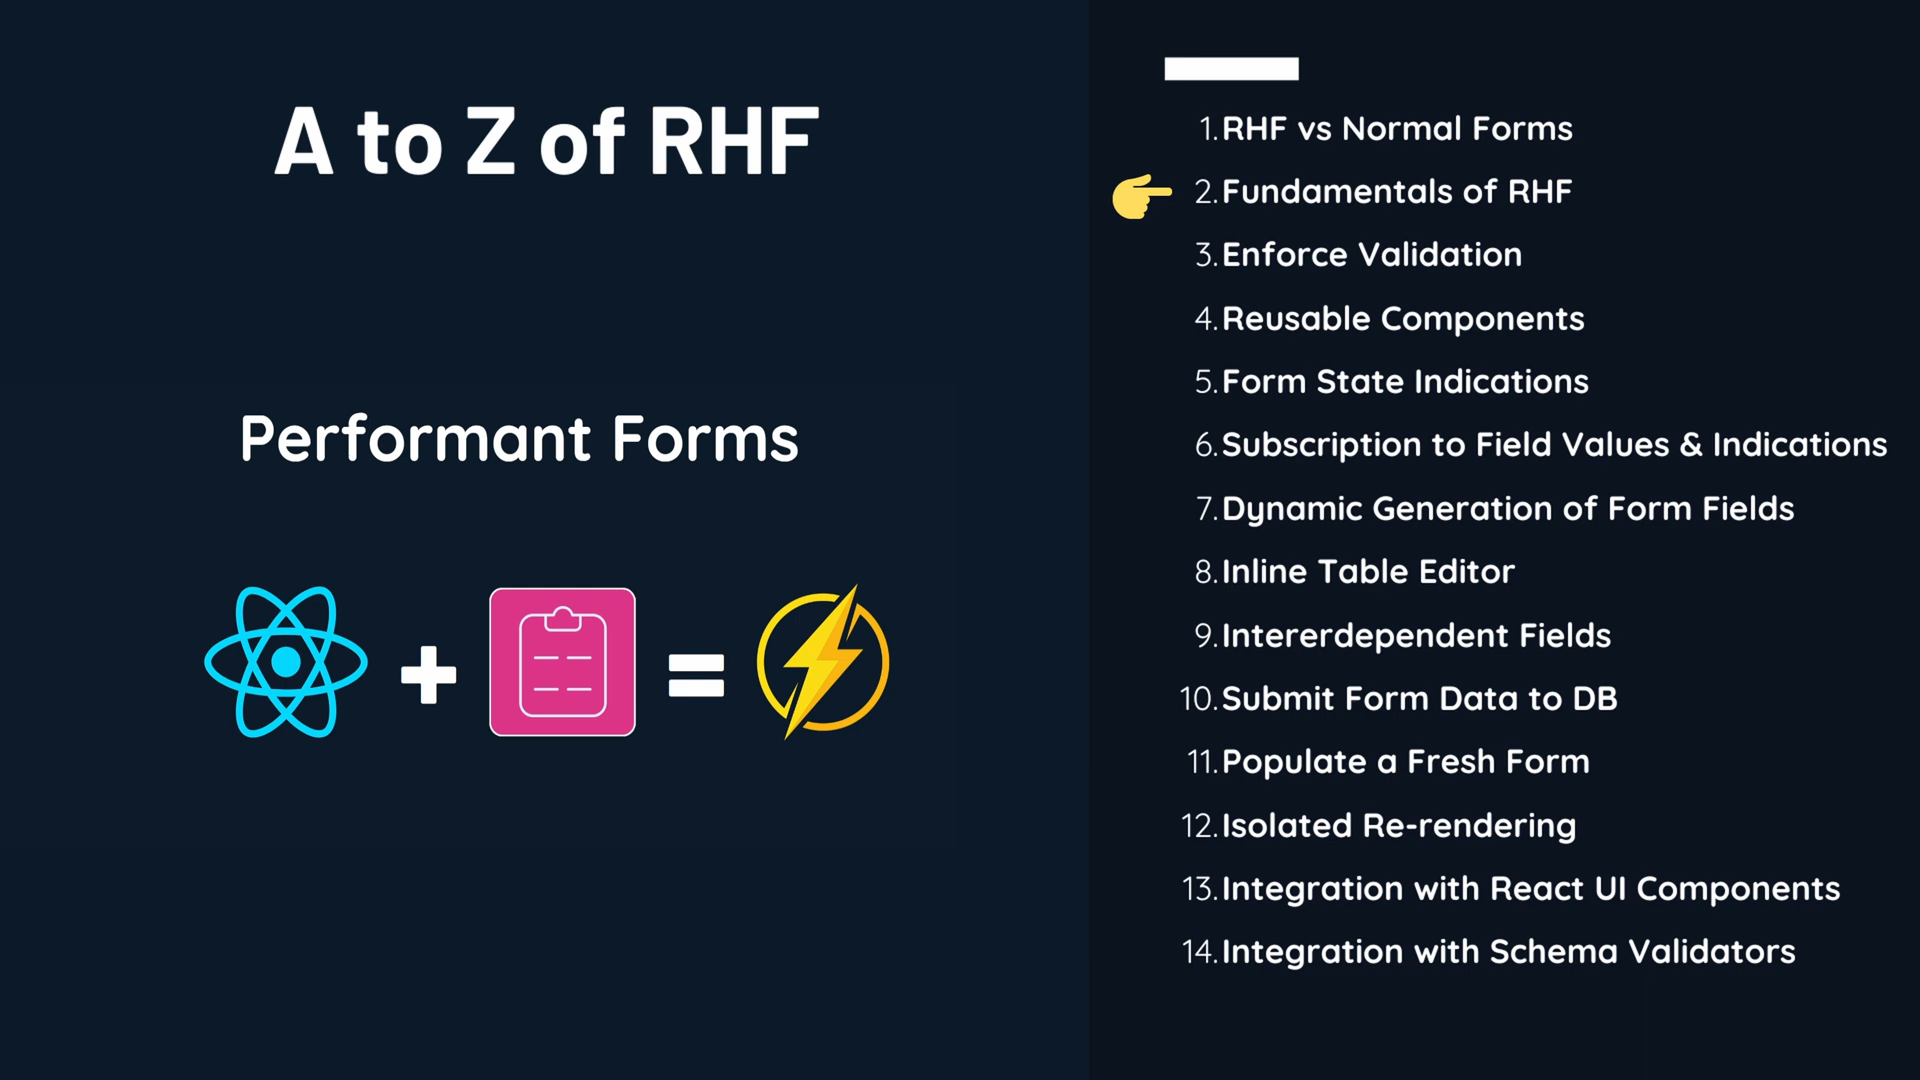 A to Z of RHF
Performant Forms
+
=
1. RHF vs Normal Forms
2. Fundamentals of RHF
3. Enforce Validation
4. Reusable Components
5. Form State Indications
6. Subscription to Field Values & Indications
7. Dynamic Generation of Form Fields
8. Inline Table Editor
9. Intererdependent Fields
10. Submit Form Data to DB
11. Populate a Fresh Form
12. Isolated Re-rendering
13. Integration with React UI Components
14. Integration with Schema Validators